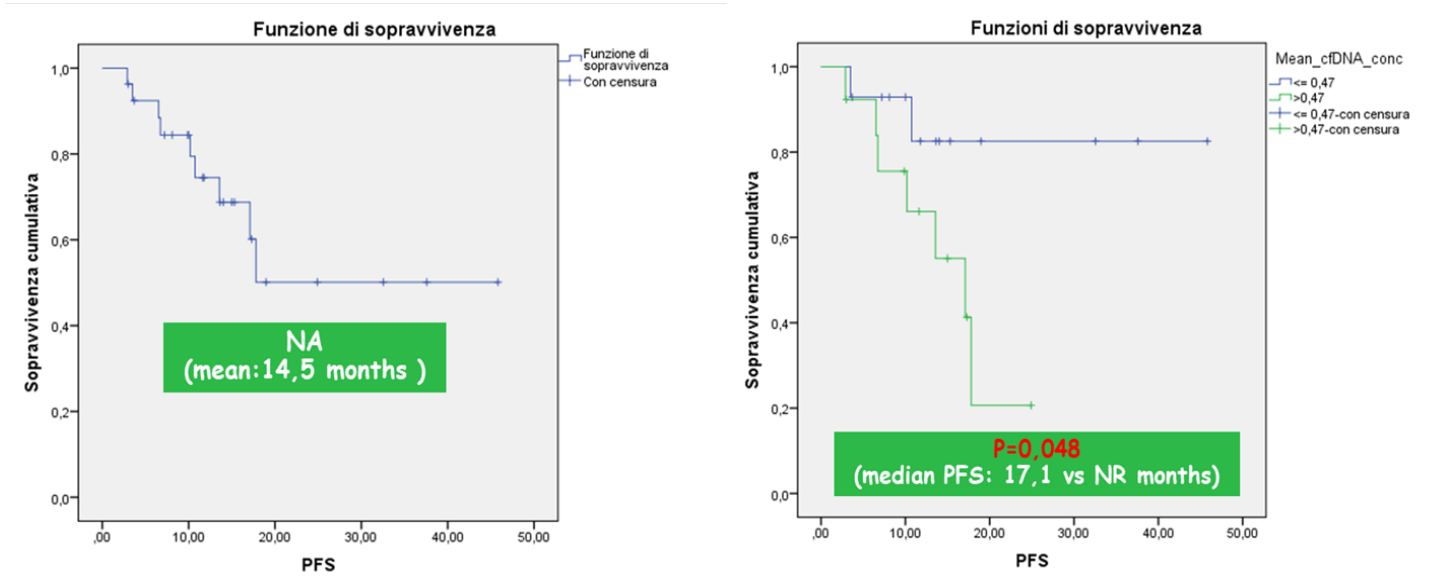 Funzione di sopravvivenza
Funzione di
sopravvivenza
Con censura
Sopravvivenza cumulativa
1,0
0,8
0,6
0,4
0,2
0,0
NA
(mean:14,5 months )
,00
10,00
20,00
30,00
40,00
50,00
PFS
Funzioni di sopravvivenza
Mean_cfDNA_conc
<= 0,47
>0,47
<= 0,47-con censura
>0,47-con censura
Sopravvivenza cumulativa
1,0
0,8
0,6
0,4
0,2
0,0
P=0,048
(median PFS: 17,1 vs NR months)
,00
10,00
20,00
30,00
40,00
50,00
PFS